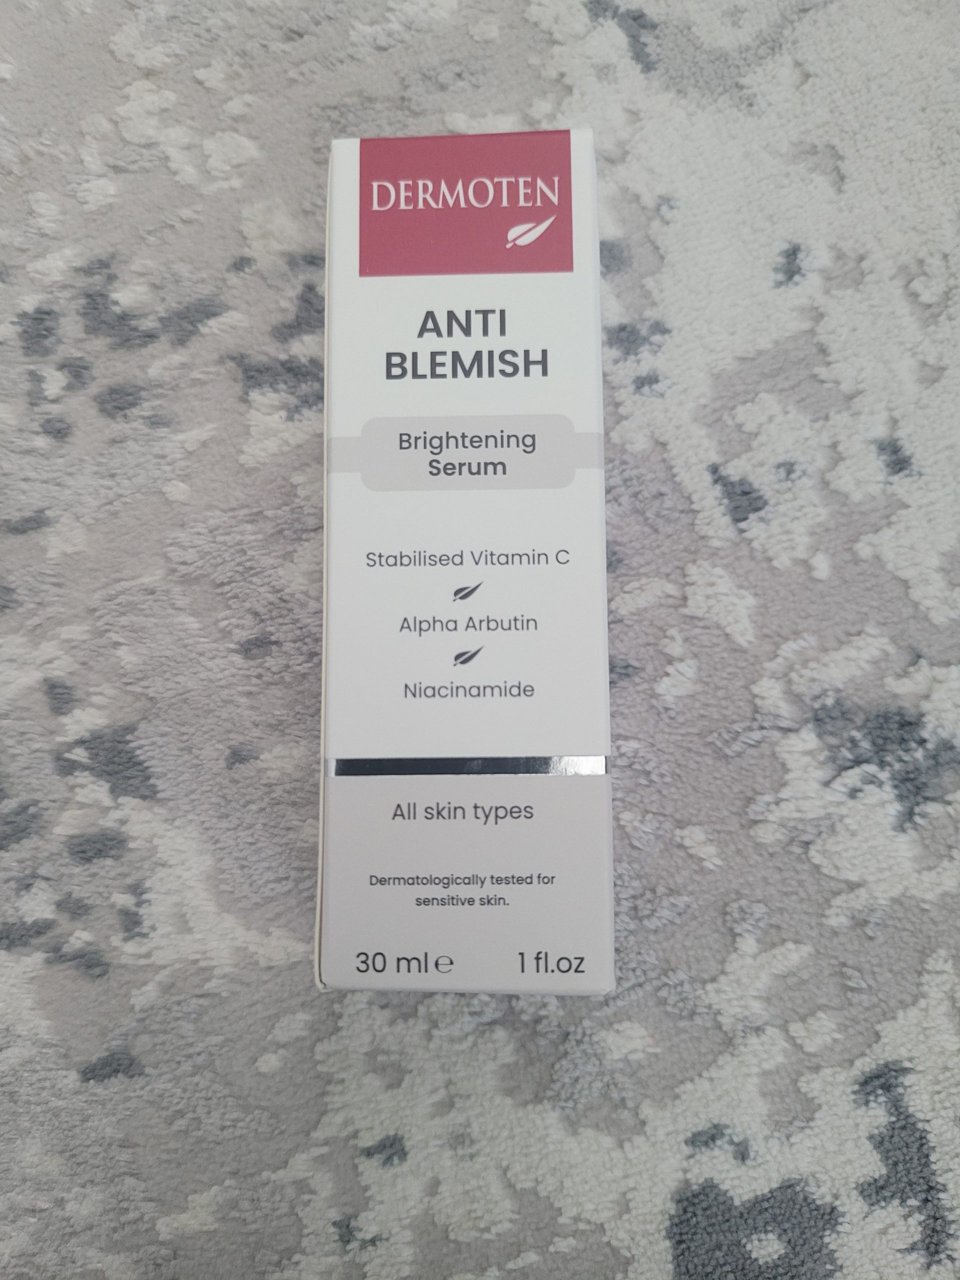 DERMOTEN
ANTI
BLEMISH
Brightening
Serum
Stabilised Vitamin C
Alpha Arbutin
Niacinamide
All skin types
Dermatologically tested for
sensitive skin.
30 ml ℮ 1 fl.oz